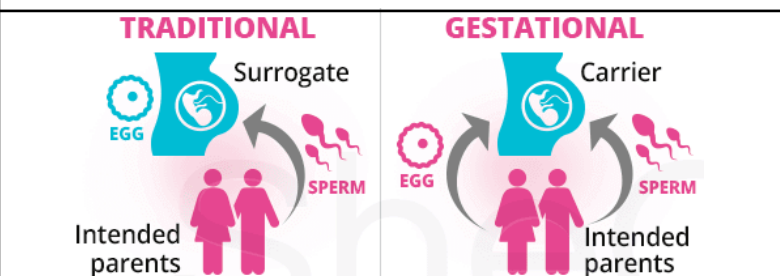 TRADITIONAL
Surrogate
EGG
SPERM
Intended
parents
GESTATIONAL
Carrier
EGG
SPERM
Intended
parents